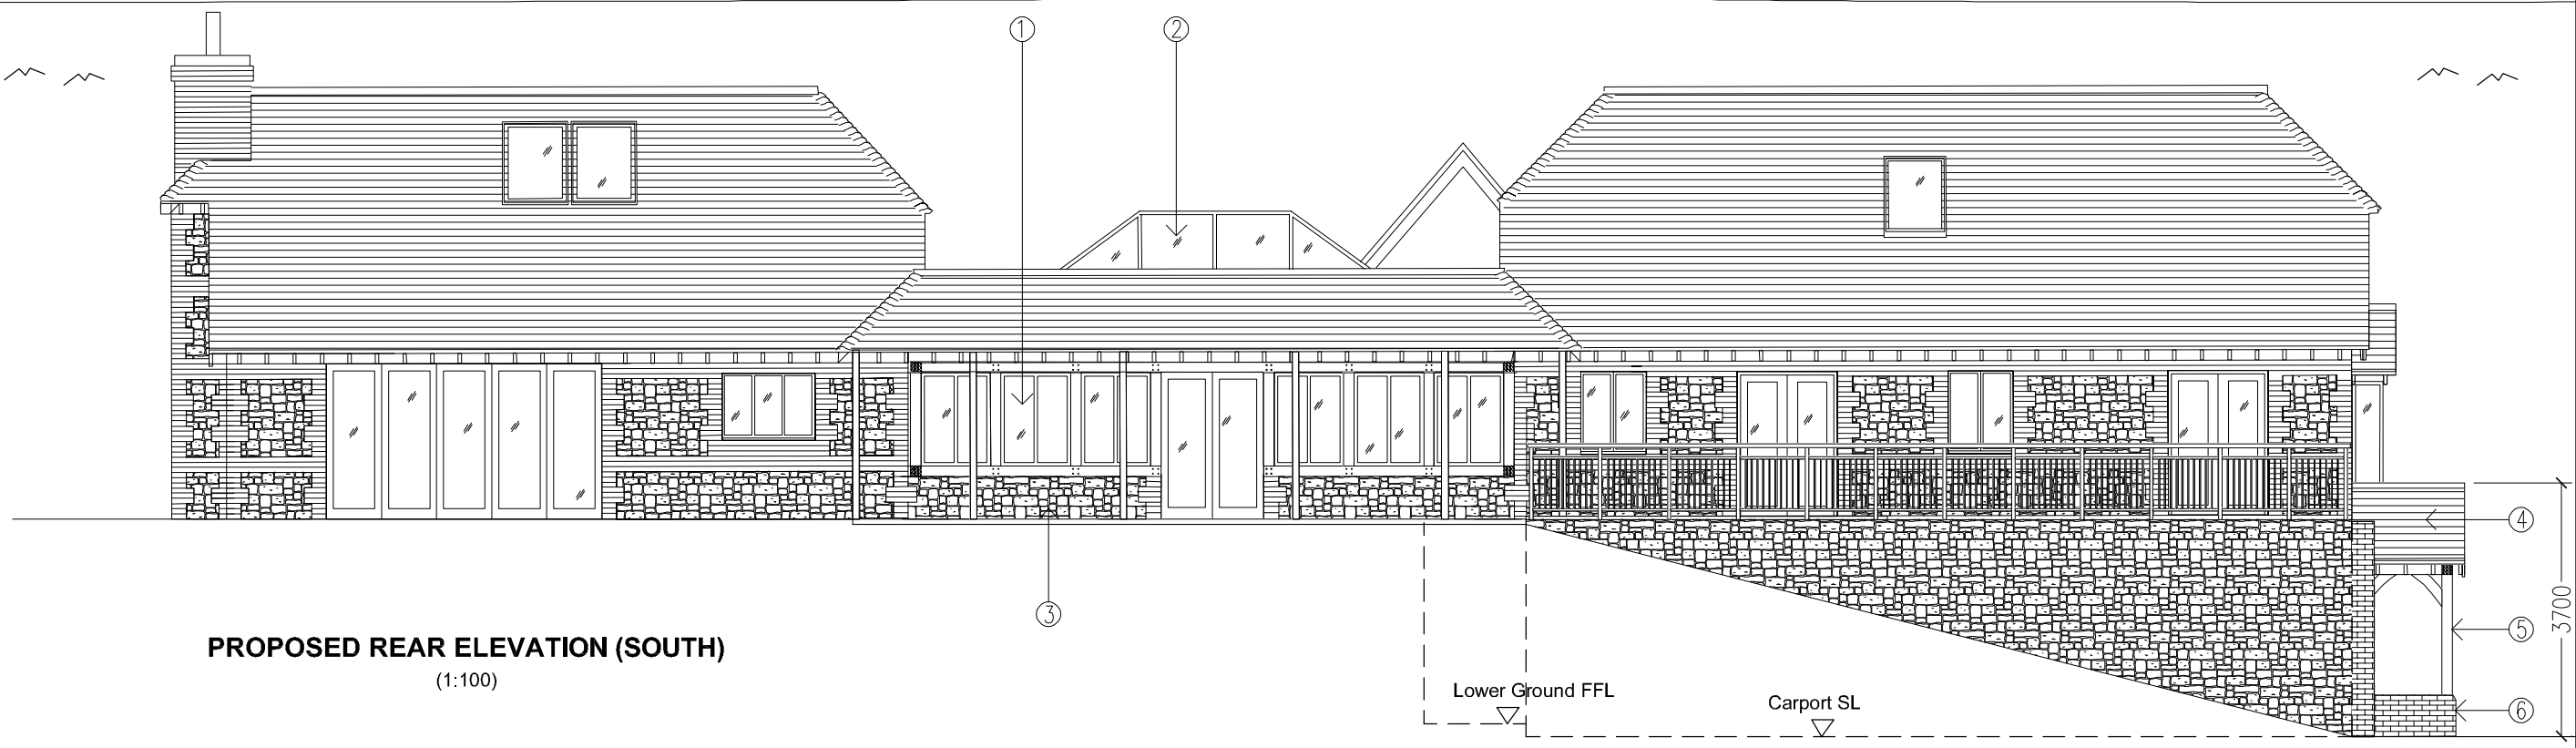 1
2
4
3700
3
5
PROPOSED REAR ELEVATION (SOUTH)
(1:100)
Lower Ground FFL
Carport SL
6